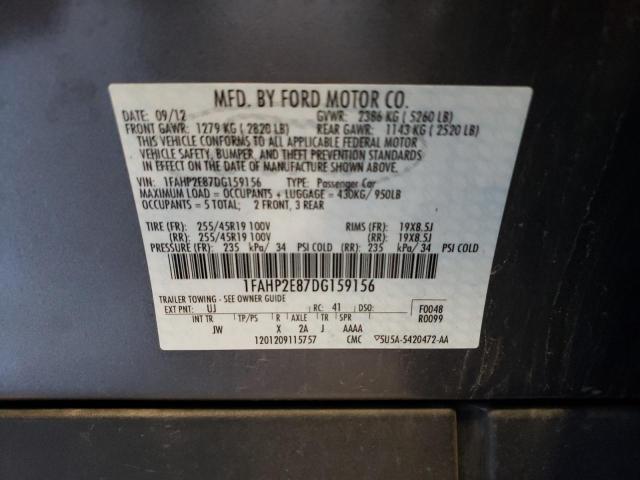 MFD. BY FORD MOTOR CO.
DATE: 09/12 GVWR: 2386 KG ( 5260 LB)
FRONT GAWR: 1279 KG ( 2820 LB) REAR GAWR: 1143 KG ( 2520 LB)
THIS VEHICLE CONFORMS TO ALL APPLICABLE FEDERAL MOTOR
VEHICLE SAFETY, BUMPER, AND THEFT PREVENTION STANDARDS
IN EFFECT ON THE DATE OF MANUFACTURE SHOWN ABOVE.
VIN: 1FAHP2E87DG159156 TYPE: Passenger Car
MAXIMUM LOAD = OCCUPANTS + LUGGAGE = 430KG/ 950LB
OCCUPANTS = 5 TOTAL; 2 FRONT, 3 REAR
TIRE (FR): 255/45R19 100V RIMS (FR): 19X8.5J
(RR): 255/45R19 100V (RR): 19X8.5J
PRESSURE (FR): 235 kPa/ 34 PSI COLD (RR): 235 kPa/ 34 PSI COLD
1FAHP2E87DG159156
TRAILER TOWING - SEE OWNER GUIDE
EXT PNT: UJ RC: 41 DSO: F0048
R0099
INT TR TP/PS R AXLE TR SPR
JW X 2A J AAAA
1201209115757 CMC 5U5A-5420472-AA